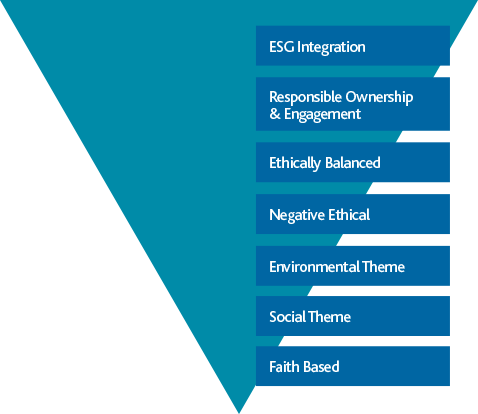 ESG Integration
Responsible Ownership
& Engagement
Ethically Balanced
Negative Ethical
Environmental Theme
Social Theme
Faith Based